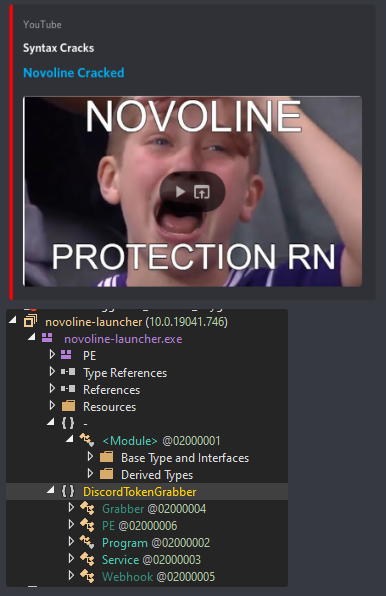 YouTube
Syntax Cracks
Novoline Cracked
NOVOLINE
PROTECTION RN
novoline-launcher (10.0.19041.746)
novoline-launcher.exe
PE
Type References
References
Resources
{ } -
<Module> @02000001
Base Type and Interfaces
Derived Types
{ } DiscordTokenGrabber
Grabber @02000004
PE @02000006
Program @02000002
Service @02000003
Webhook @02000005